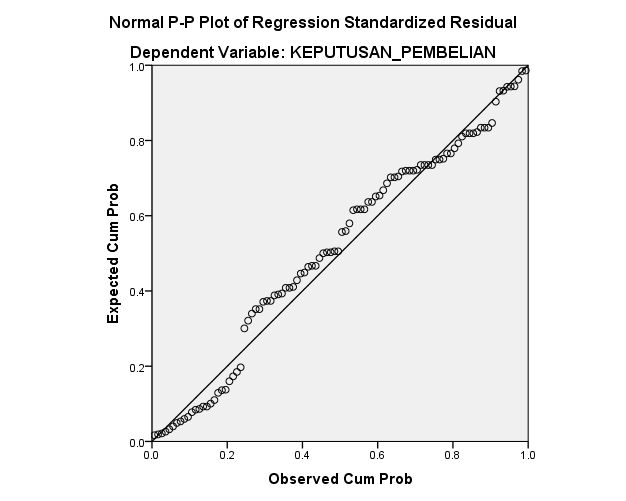 Normal P-P Plot of Regression Standardized Residual
Dependent Variable: KEPUTUSAN_PEMBELIAN
1.0
0.8
0.6
0.4
0.2
0.0
Expected Cum Prob
0.0 0.2 0.4 0.6 0.8 1.0
Observed Cum Prob